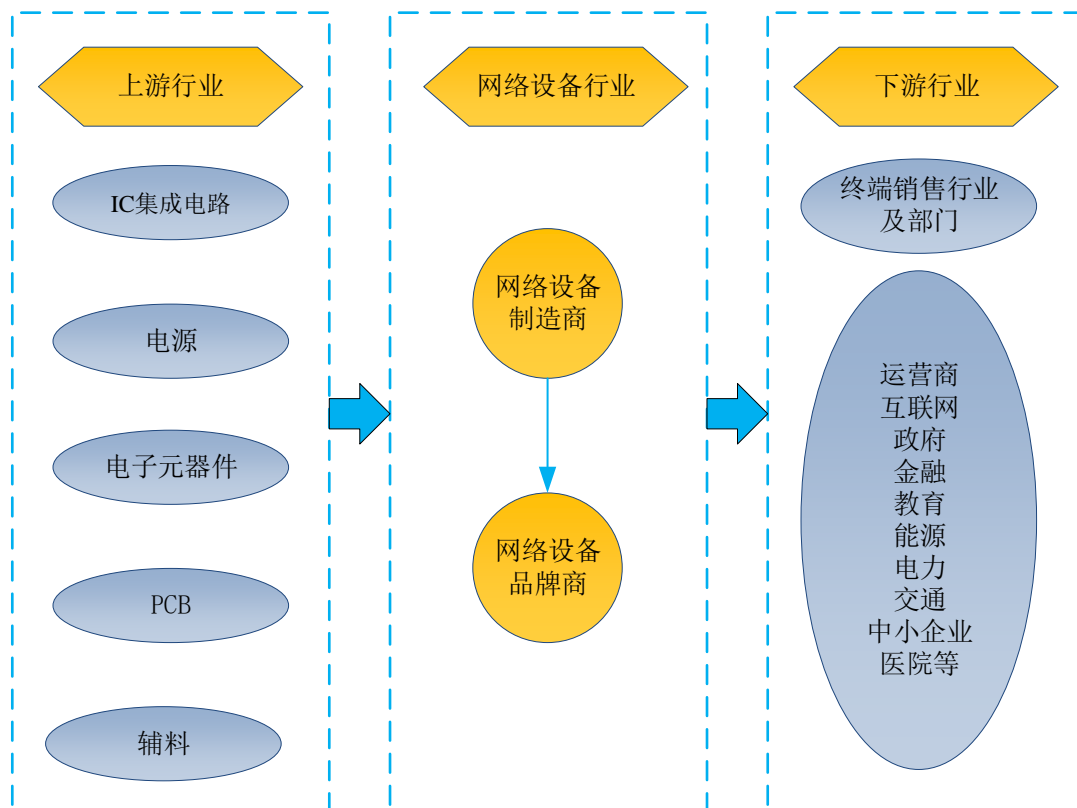 上游行业
IC集成电路
电源
电子元器件
PCB
辅料
网络设备行业
网络设备
制造商
网络设备
品牌商
下游行业
终端销售行业
及部门
运营商
互联网
政府
金融
教育
能源
电力
交通
中小企业
医院等